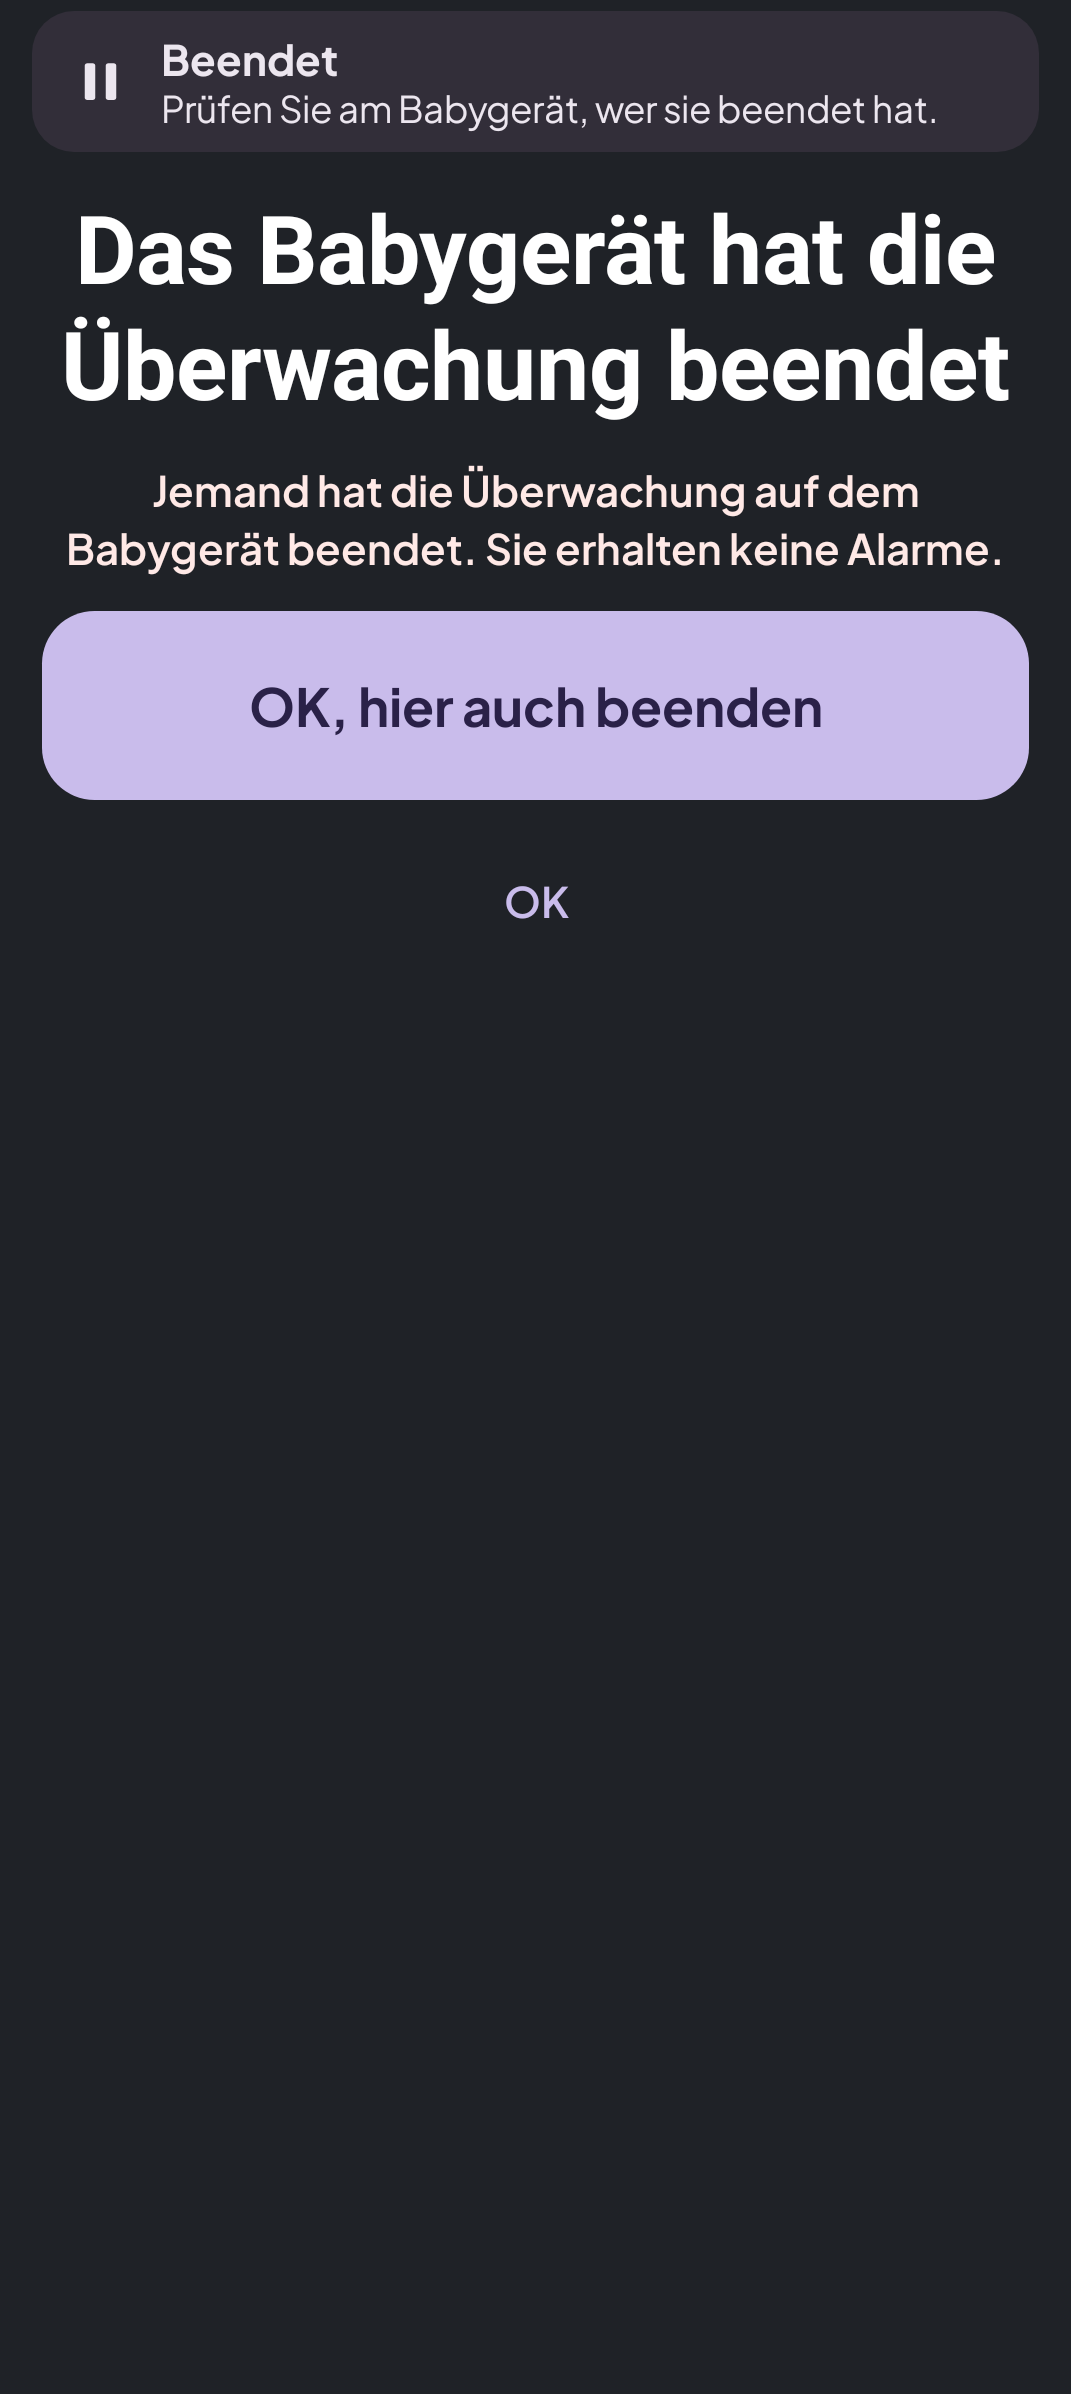 Beendet
Prüfen Sie am Babygerät, wer sie beendet hat.
Das Babygerät hat die
Überwachung beendet
Jemand hat die Überwachung auf dem
Babygerät beendet. Sie erhalten keine Alarme.
OK, hier auch beenden
OK